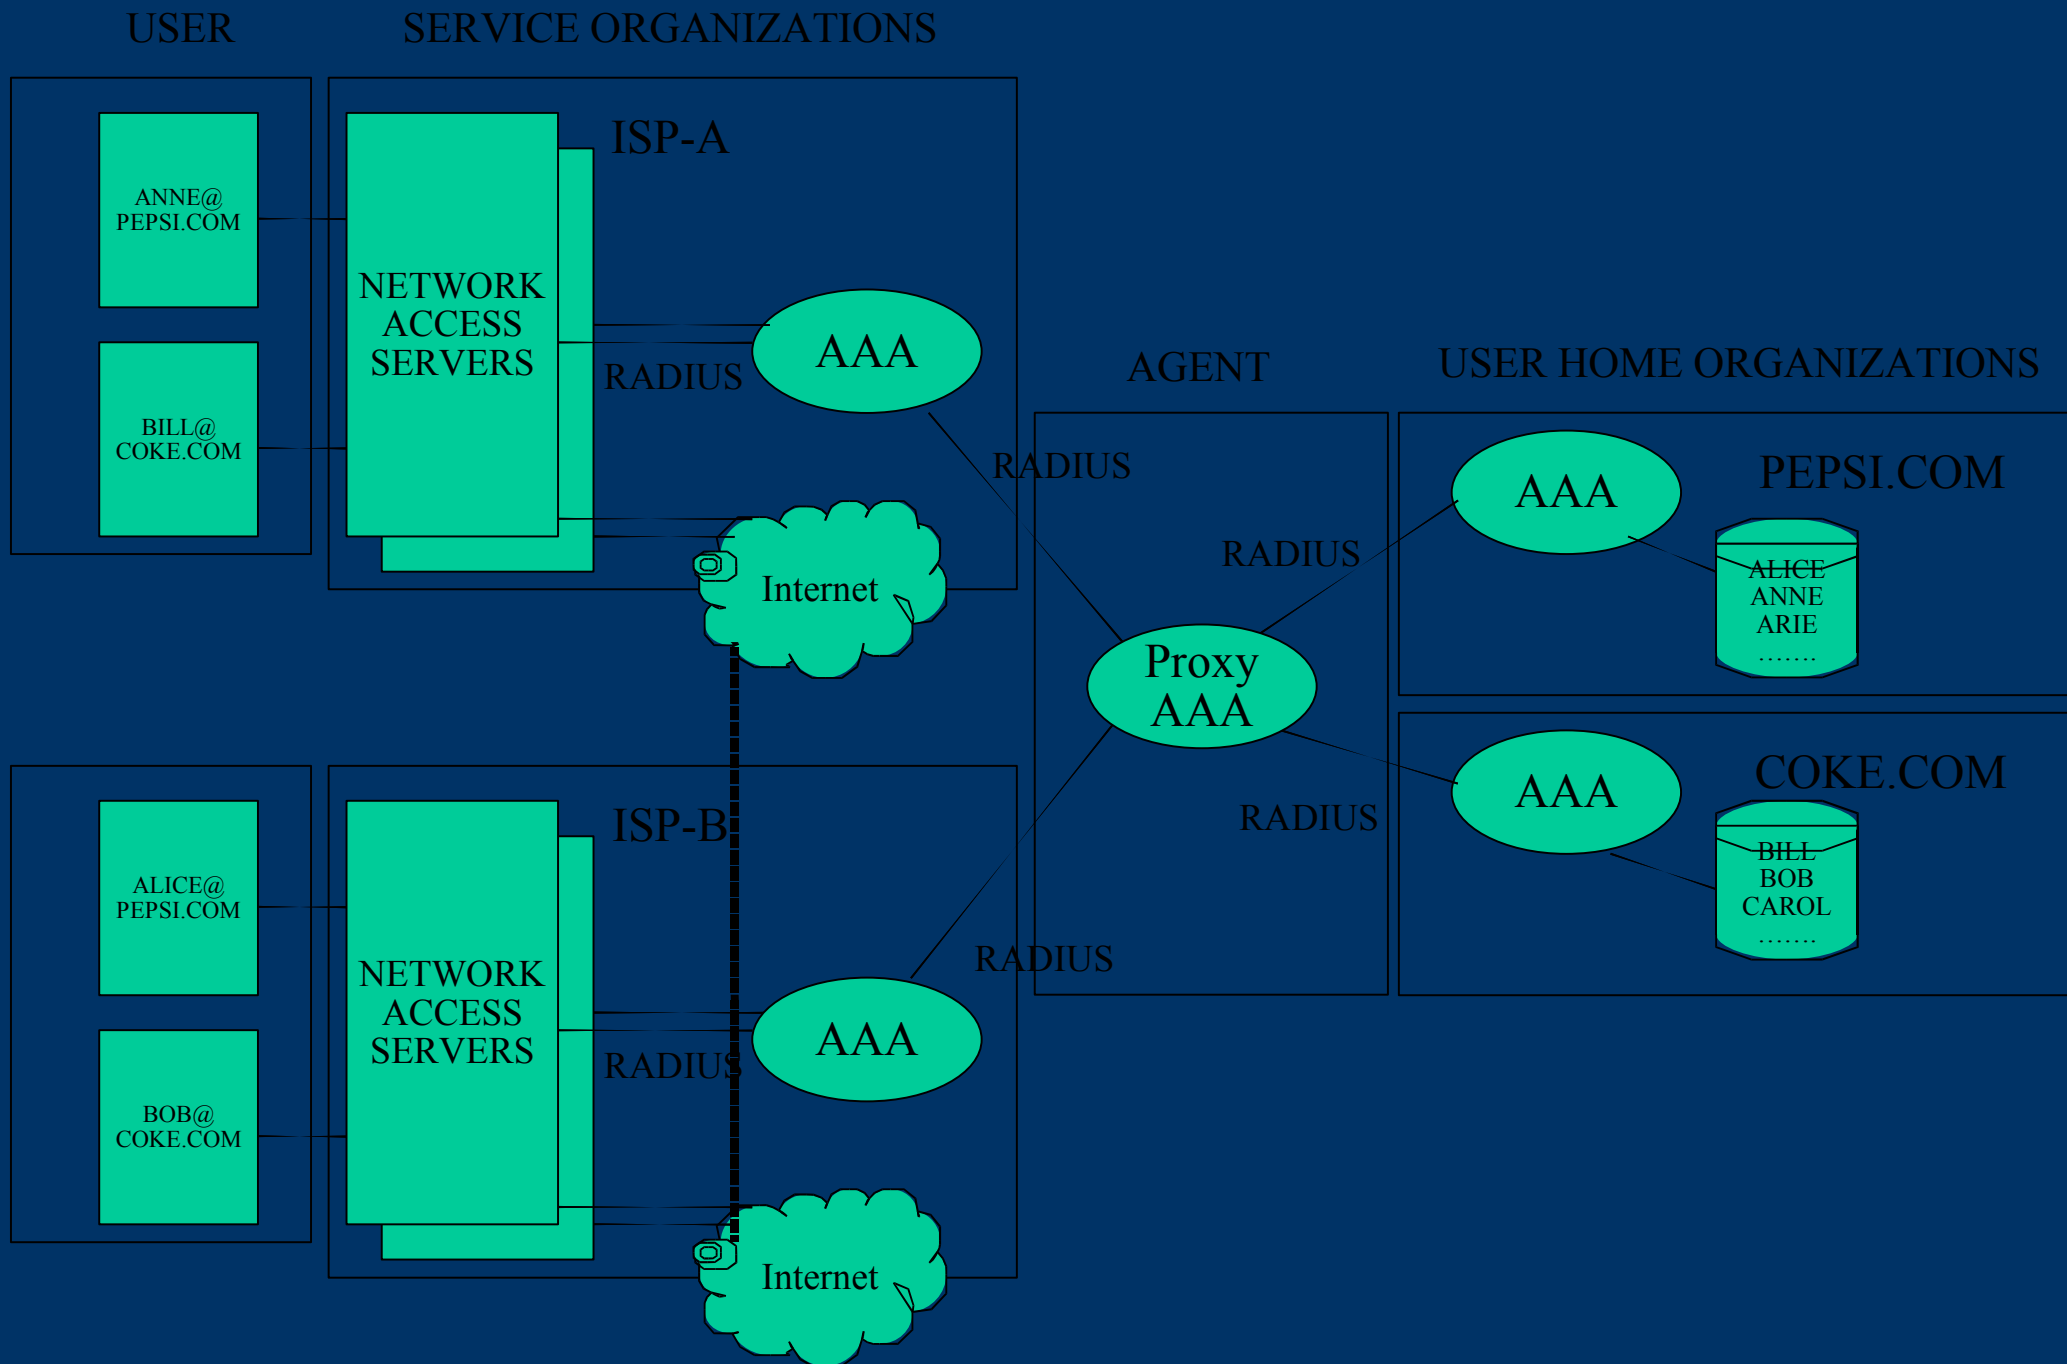 USER
SERVICE ORGANIZATIONS
ISP-A
ANNE@
PEPSI.COM
BILL@
COKE.COM
NETWORK
ACCESS
SERVERS
RADIUS
AAA
Internet
AGENT
USER HOME ORGANIZATIONS
RADIUS
RADIUS
Proxy
AAA
RADIUS
RADIUS
AAA
PEPSI.COM
ALICE
ANNE
ARIE
.......
AAA
COKE.COM
BILL
BOB
CAROL
.......
ISP-B
ALICE@
PEPSI.COM
BOB@
COKE.COM
NETWORK
ACCESS
SERVERS
RADIUS
AAA
Internet